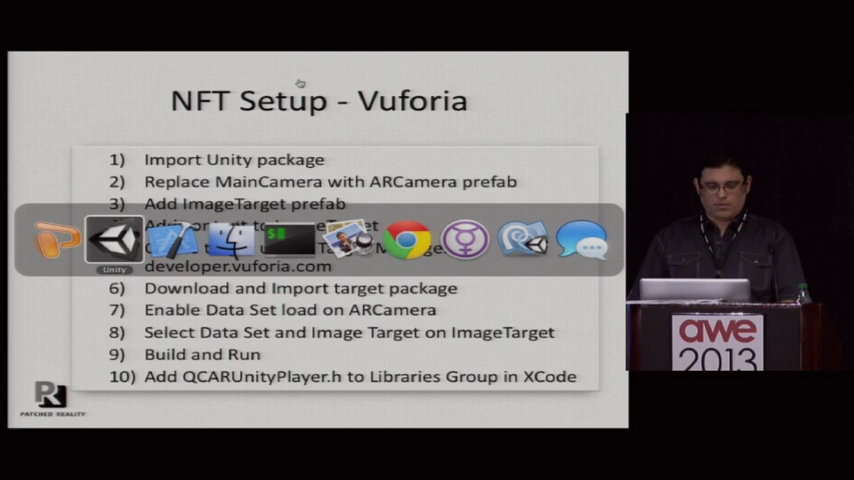 NFT Setup - Vuforia
1) Import Unity package
2) Replace MainCamera with ARCamera prefab
3) Add ImageTarget prefab
developer.vuforia.com
6) Download and Import target package
7) Enable Data Set load on ARCamera
8) Select Data Set and Image Target on ImageTarget
9) Build and Run
10) Add QCARUnityPlayer.h to Libraries Group in XCode
Unity
$
PR
PATCHED REALITY
awe
2013